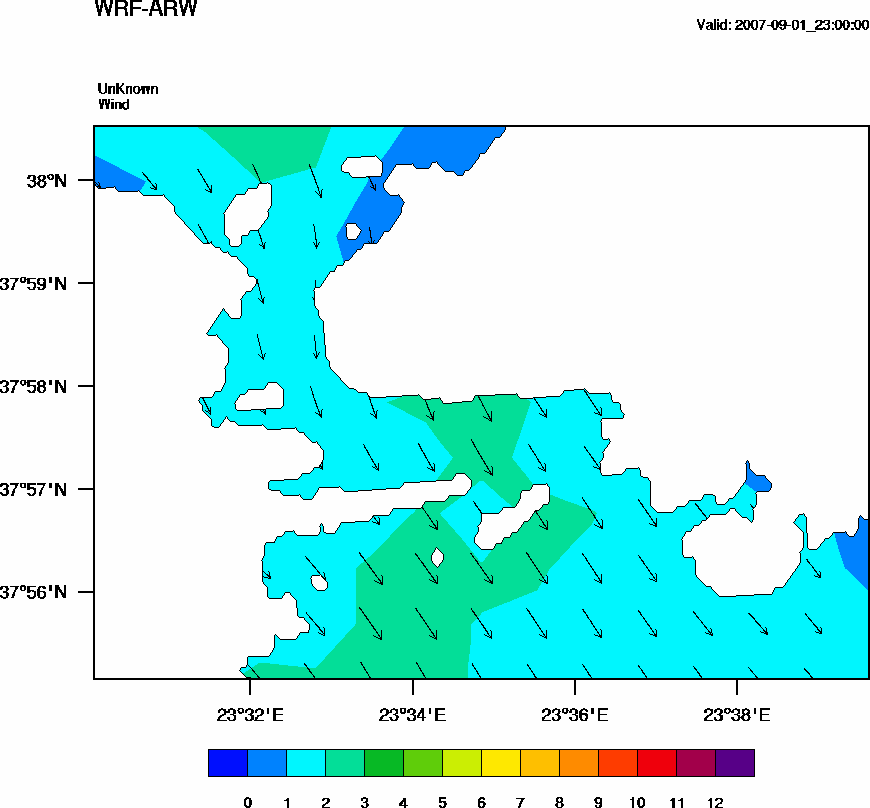 WRF-ARW
Valid: 2007-09-01_23:00:00
UnKnown
Wind
38°N
37°59'N
37°58'N
37°57'N
37°56'N
23°32'E 23°34'E 23°36'E 23°38'E
0 1 2 3 4 5 6 7 8 9 10 11 12